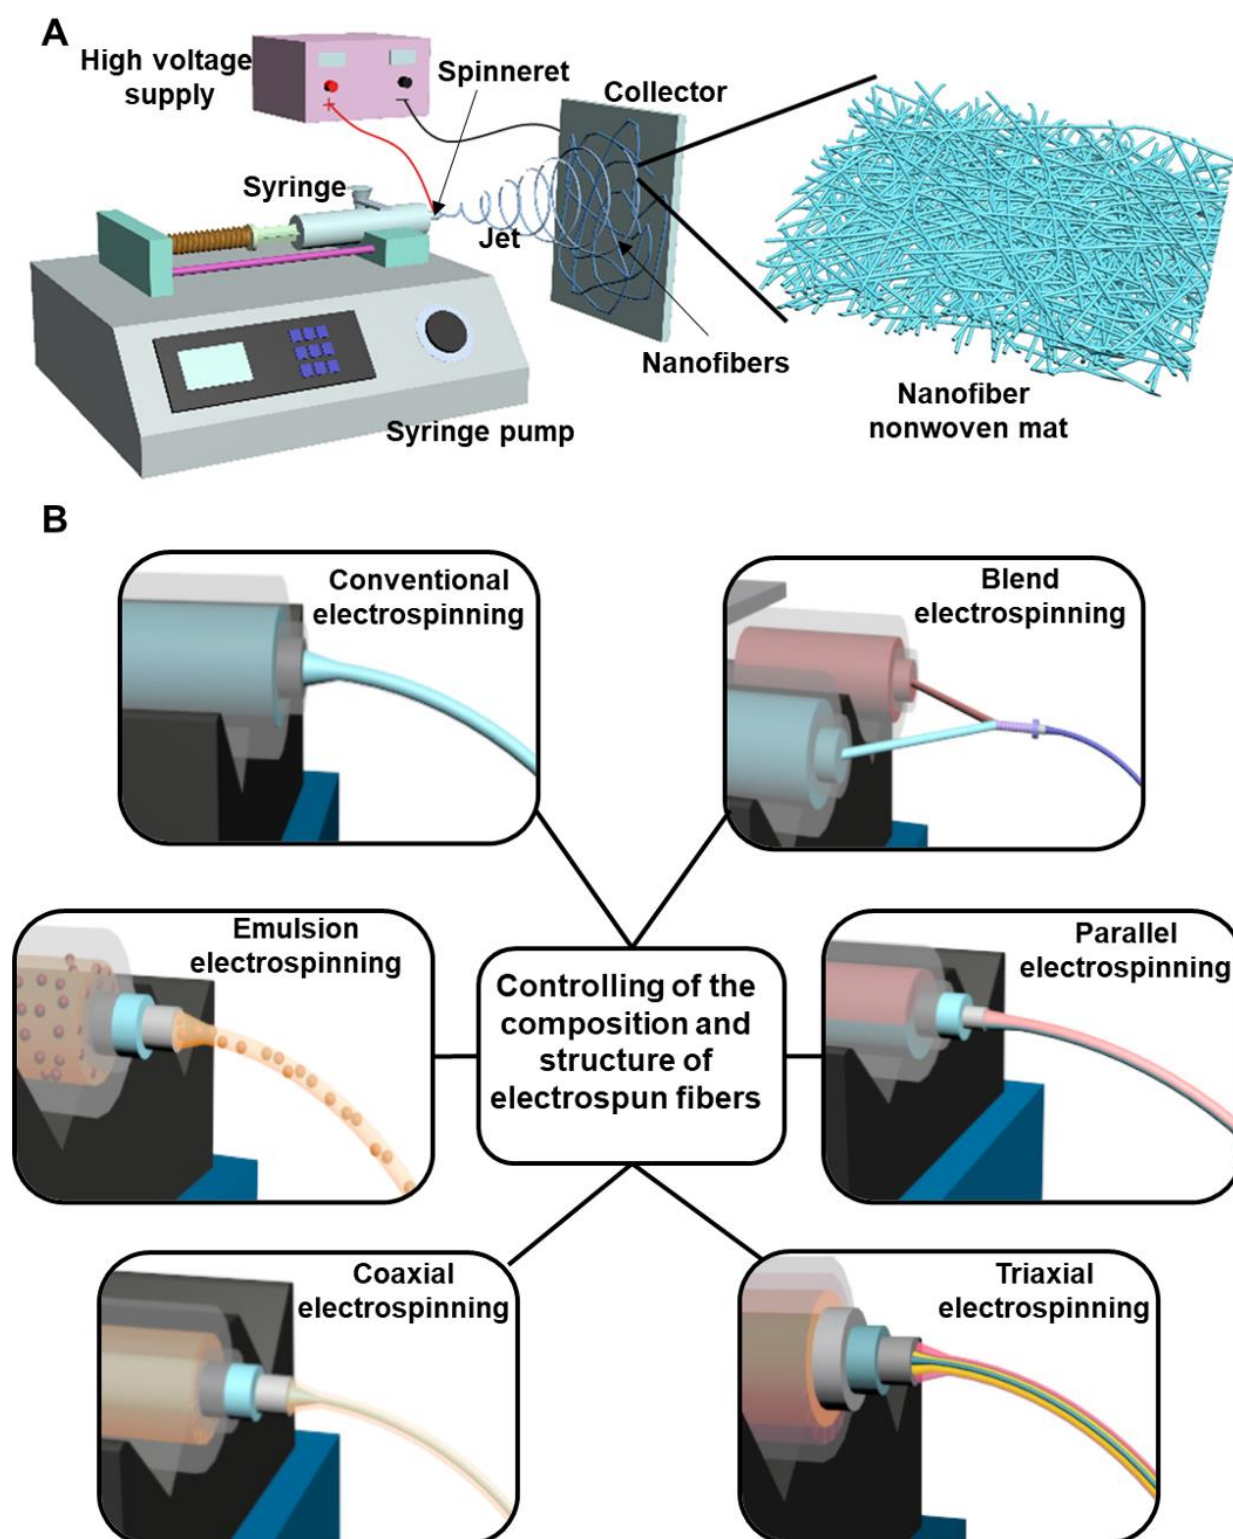 A
High voltage
supply
Spinneret
Collector
Syringe
Jet
Nanofibers
Syringe pump
Nanofiber
nonwoven mat
B
Conventional
electrospinning
Blend
electrospinning
Emulsion
electrospinning
Parallel
electrospinning
Controlling of the
composition and
structure of
electrospun fibers
Coaxial
electrospinning
Triaxial
electrospinning